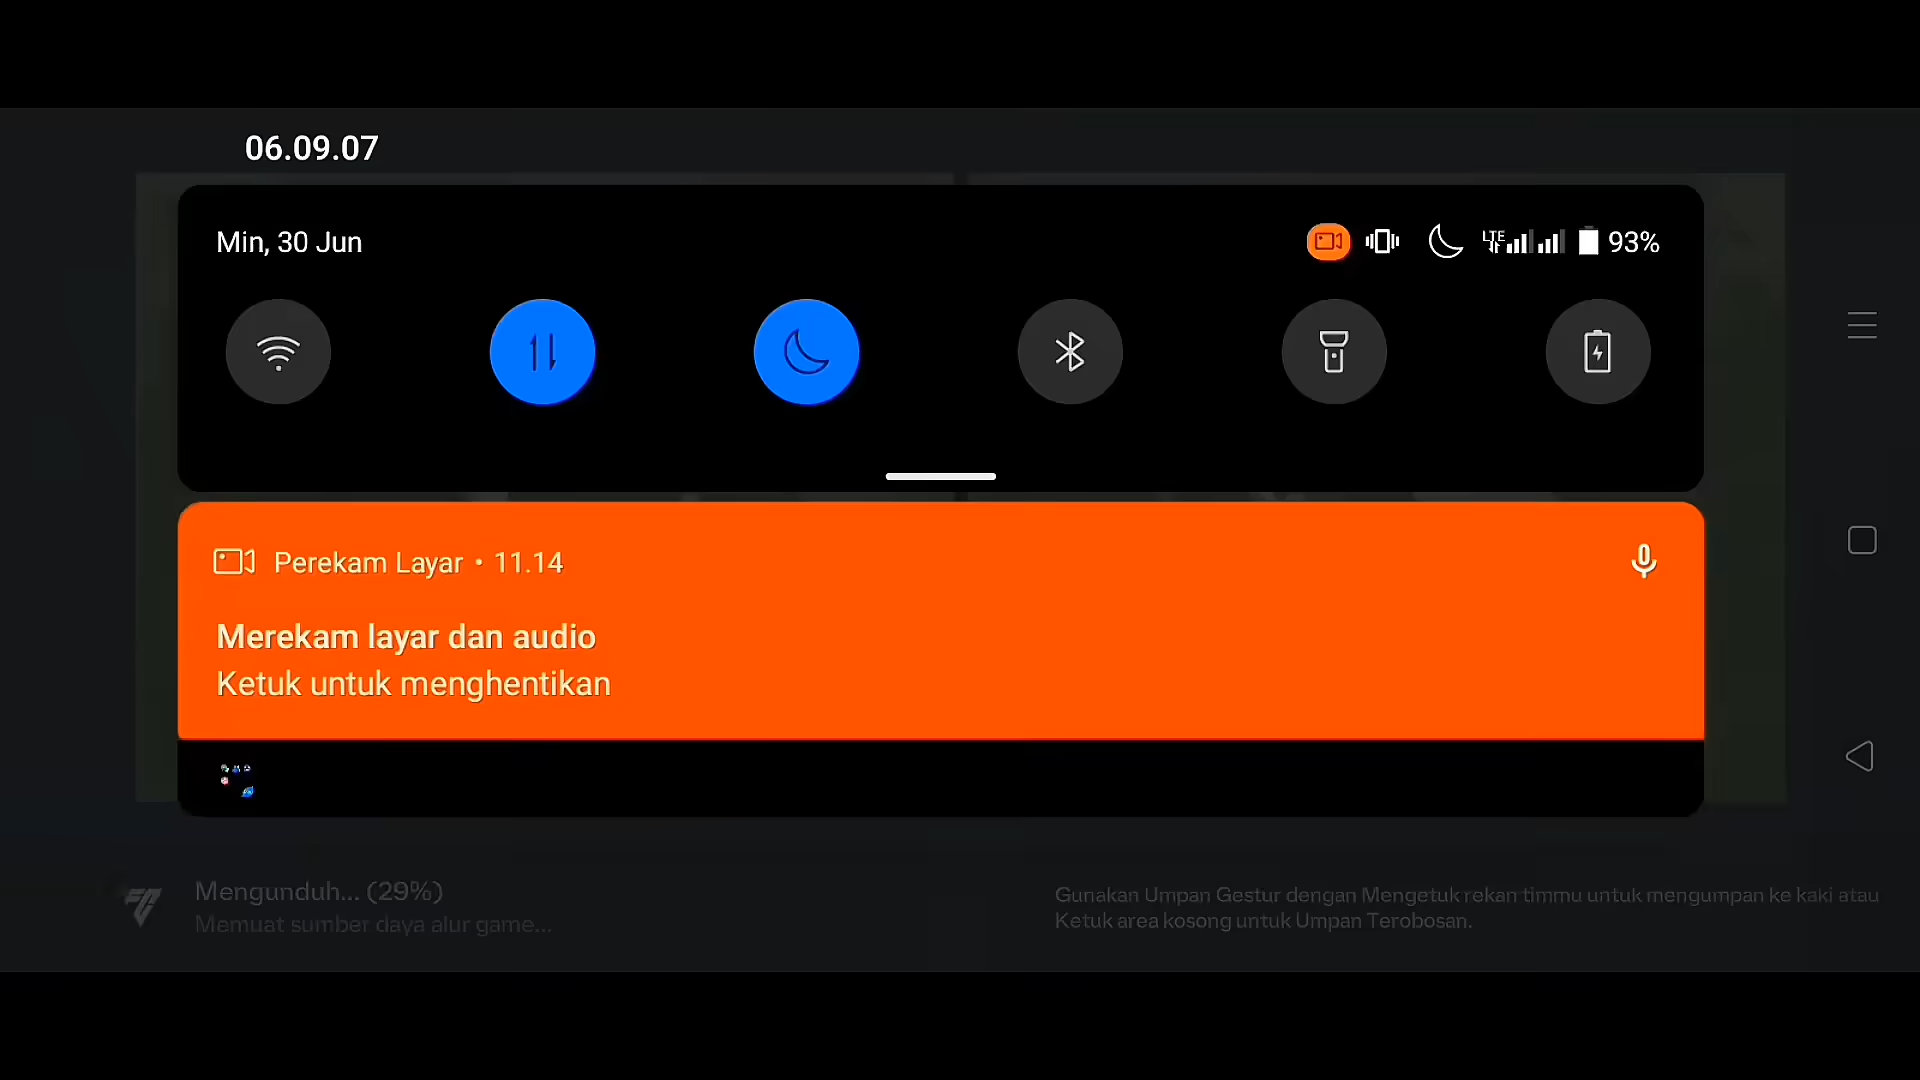 06.09.07
Min, 30 Jun
LTE
93%
Perekam Layar • 11.14
Merekam layar dan audio
Ketuk untuk menghentikan
Mengunduh... (29%)
Memuat sumber daya alur game...
Gunakan Umpan Gestur dengan Mengetuk rekan timmu untuk mengumpan ke kaki atau
Ketuk area kosong untuk Umpan Terobosan.